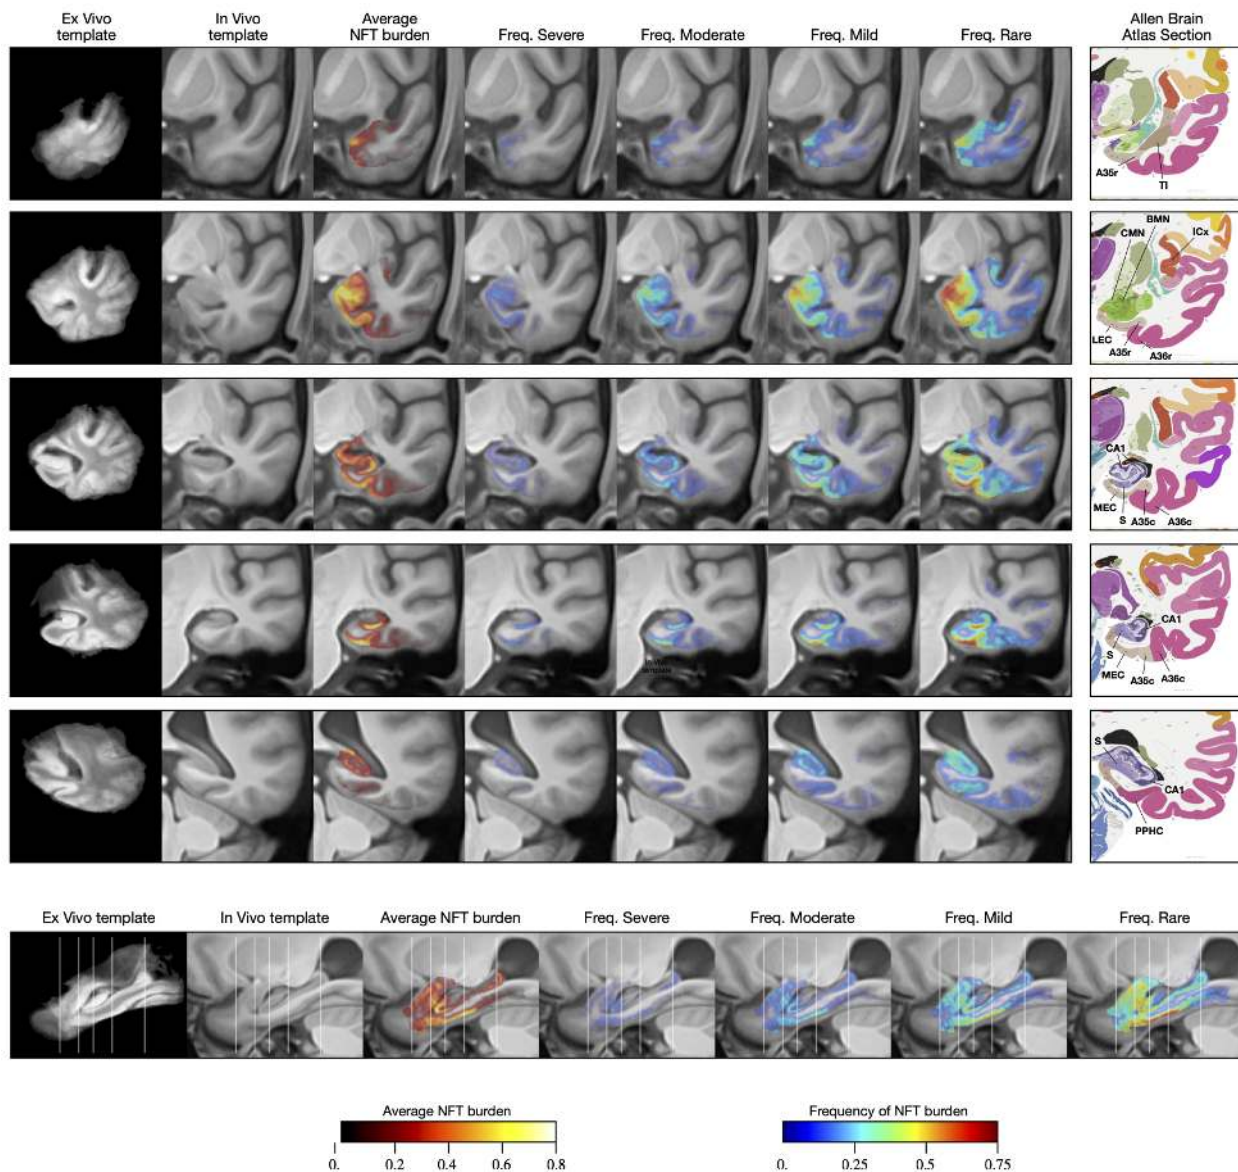 Ex Vivo template
In Vivo template
Average NFT burden
Freq. Severe
Freq. Moderate
Freq. Mild
Freq. Rare
Allen Brain Atlas Section
A35r
TI
CMN
BMN
ICx
LEC
A35r
A36r
CA1
MEC
S
A35c
A36c
CA1
S
MEC
A35c
A36c
S
CA1
PPHC
Ex Vivo template
In Vivo template
Average NFT burden
Freq. Severe
Freq. Moderate
Freq. Mild
Freq. Rare
Average NFT burden
0. 0.2 0.4 0.6 0.8
Frequency of NFT burden
0. 0.25 0.50 0.75